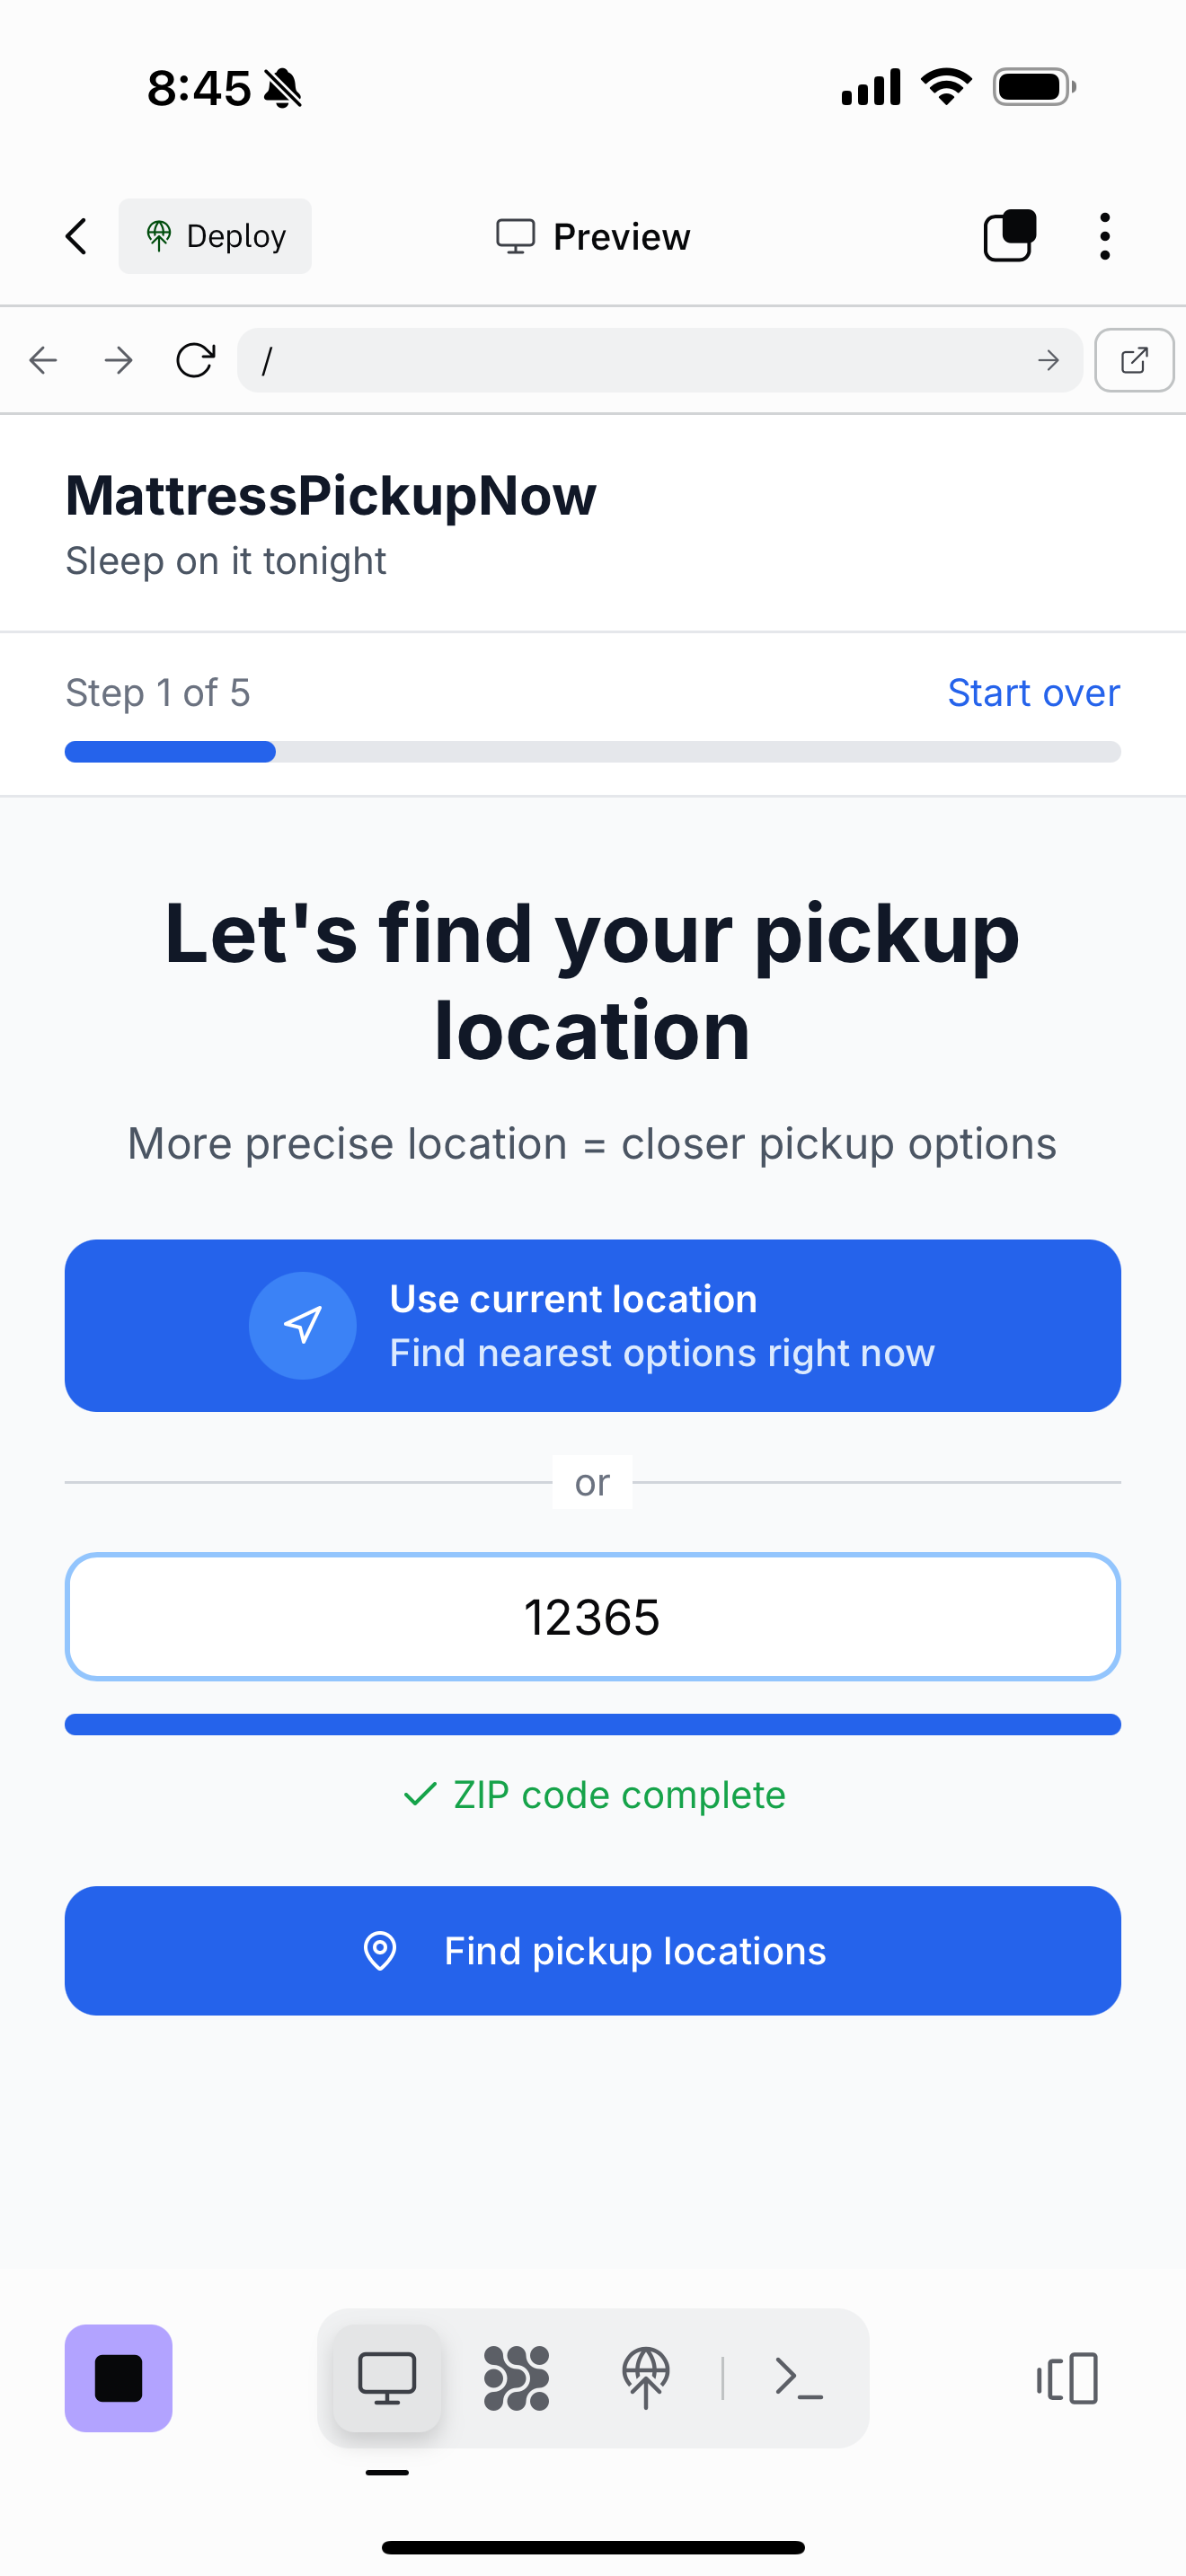 8:45
Deploy
Preview
/
MattressPickupNow
Sleep on it tonight
Step 1 of 5
Start over
Let's find your pickup
location
More precise location = closer pickup options
Use current location
Find nearest options right now
or
12365
ZIP code complete
Find pickup locations